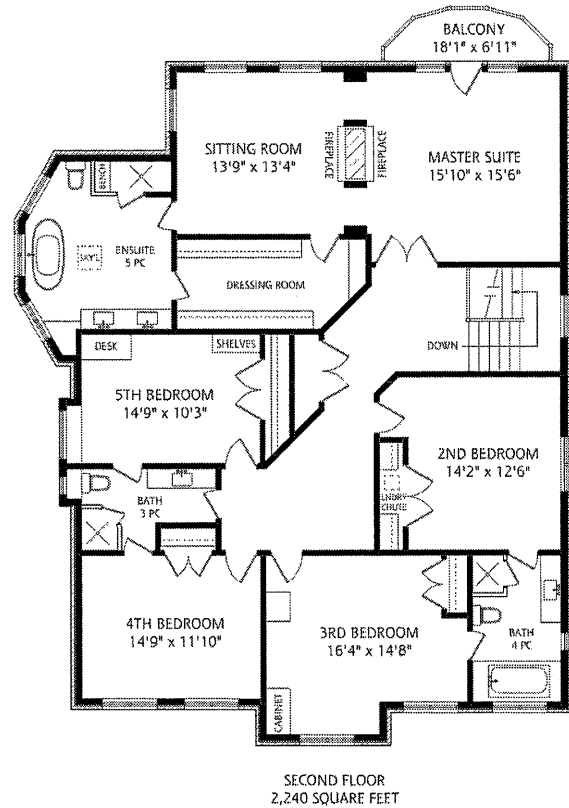 BALCONY
18'1" x 6'11"
SITTING ROOM
13'9" x 13'4"
FIREPLACE
FIREPLACE
MASTER SUITE
15'10" x 15'6"
BENCH
ENSUITE
5 PC
SKY'L
DRESSING ROOM
DOWN
DESK
SHELVES
5TH BEDROOM
14'9" x 10'3"
2ND BEDROOM
14'2" x 12'6"
LNDRY
CHUTE
BATH
3 PC
4TH BEDROOM
14'9" x 11'10"
3RD BEDROOM
16'4" x 14'8"
BATH
4 PC
CABINET
SECOND FLOOR
2,240 SQUARE FEET